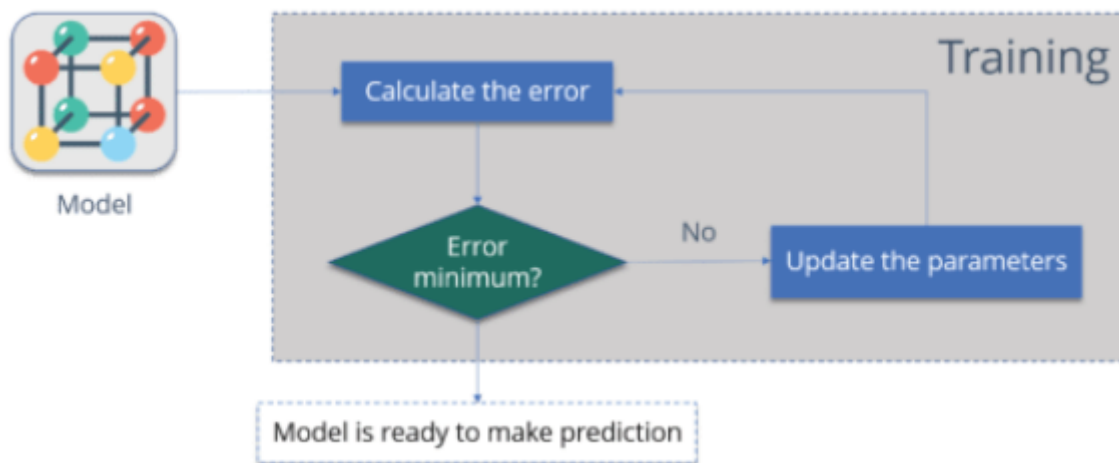 Training
Calculate the error
Model
Error
minimum?
No
Update the parameters
Model is ready to make prediction